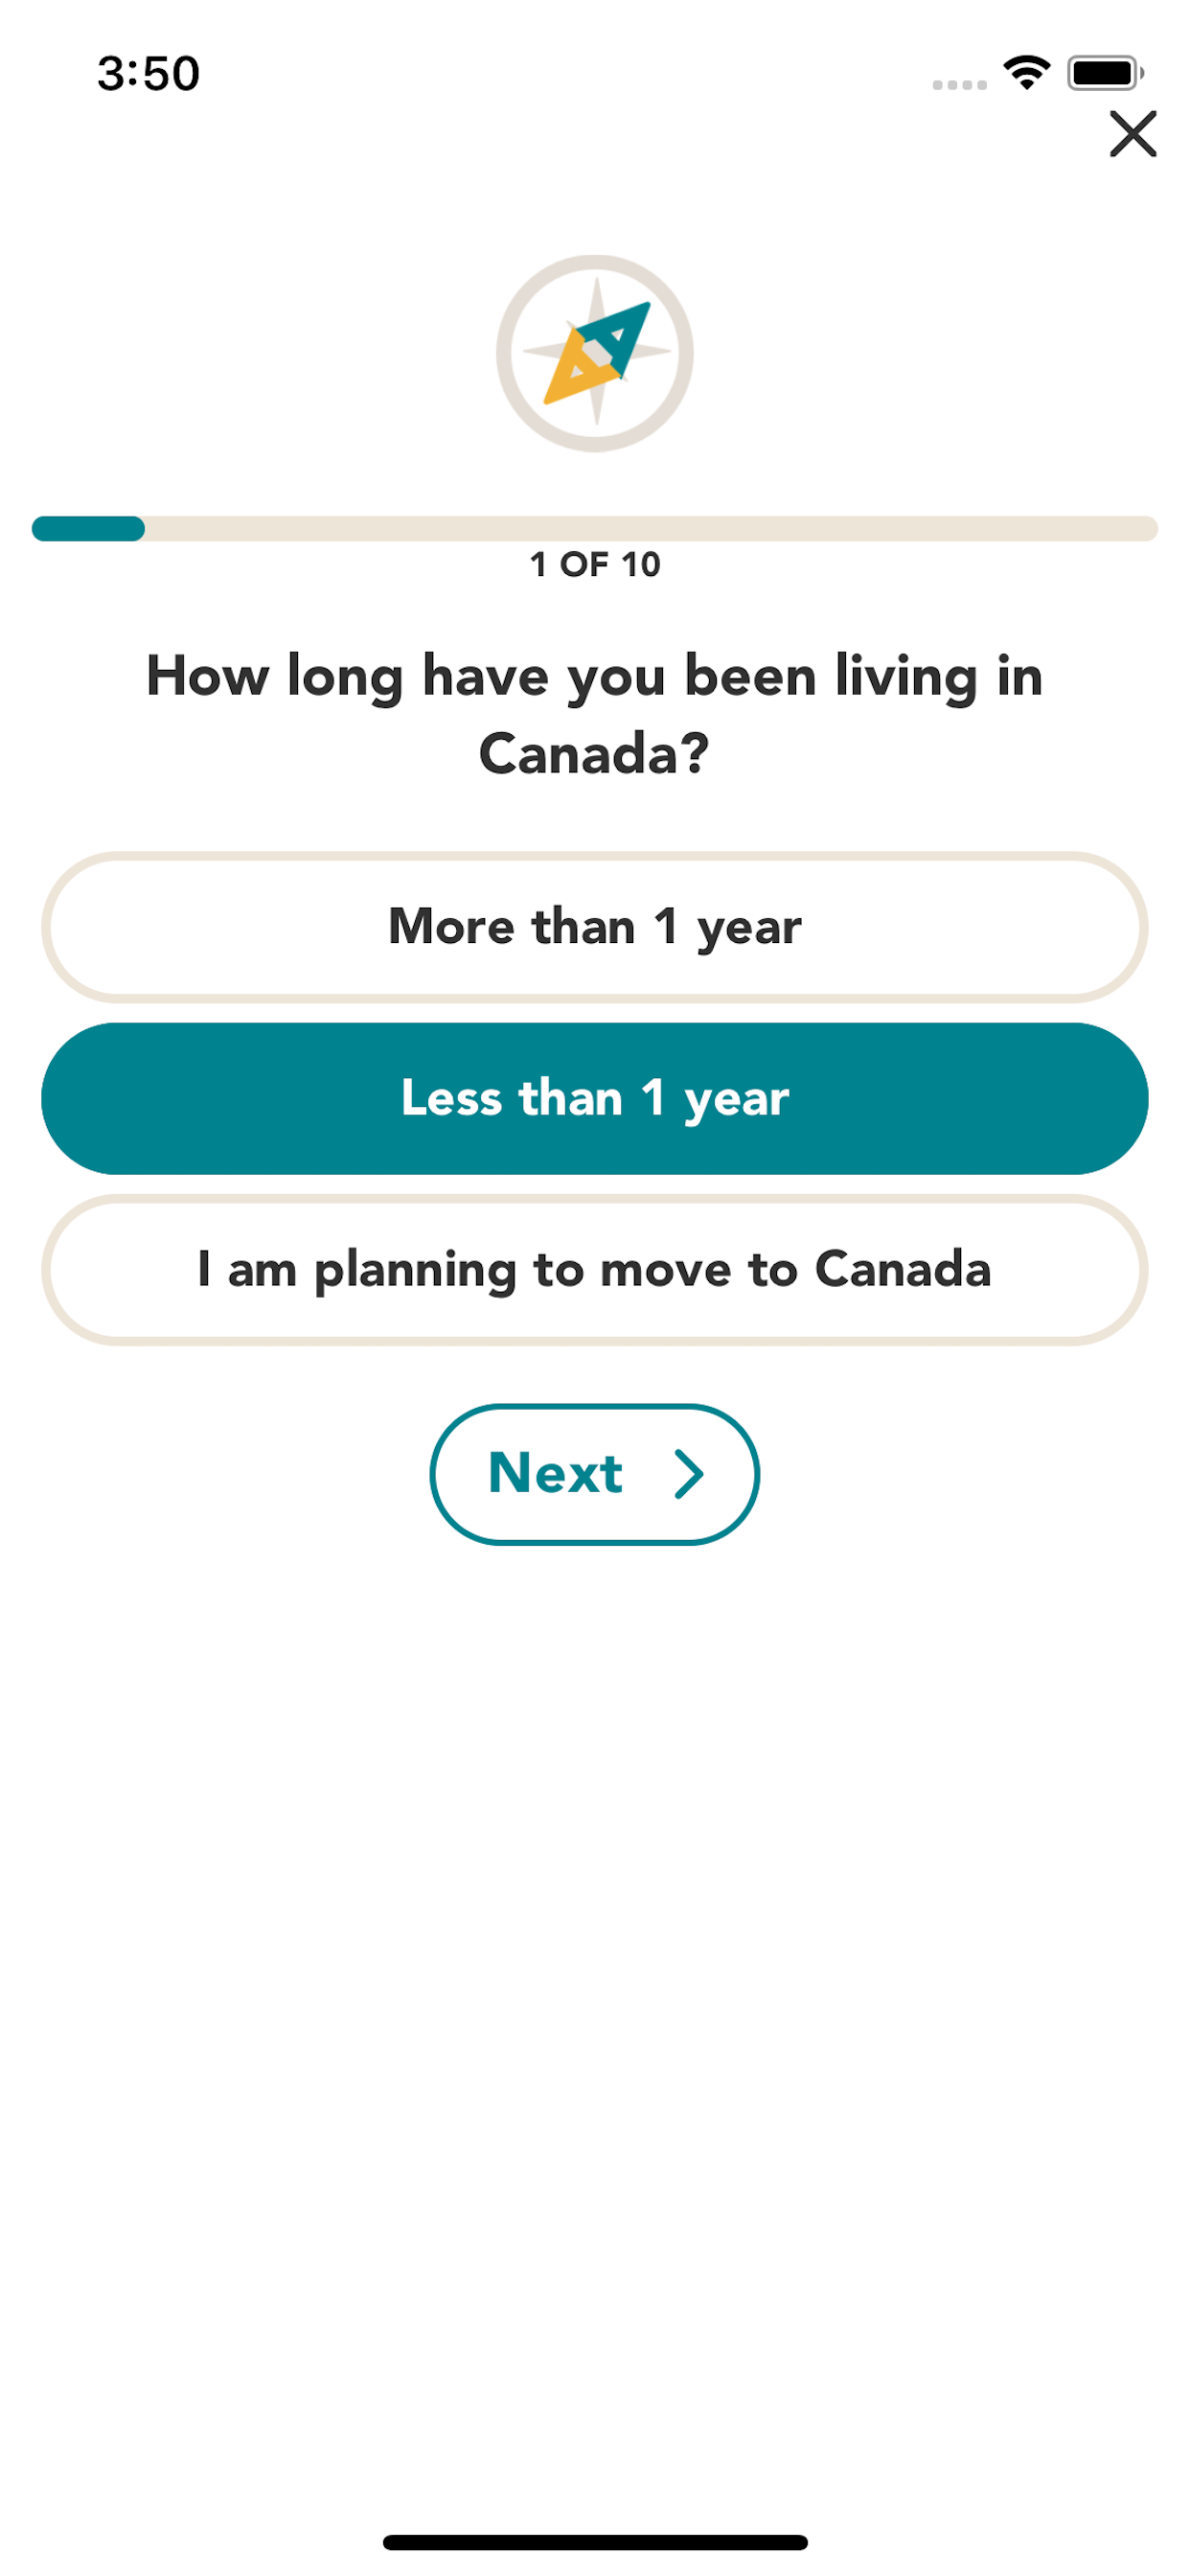 3:50
1 OF 10
How long have you been living in
Canada?
More than 1 year
Less than 1 year
I am planning to move to Canada
Next